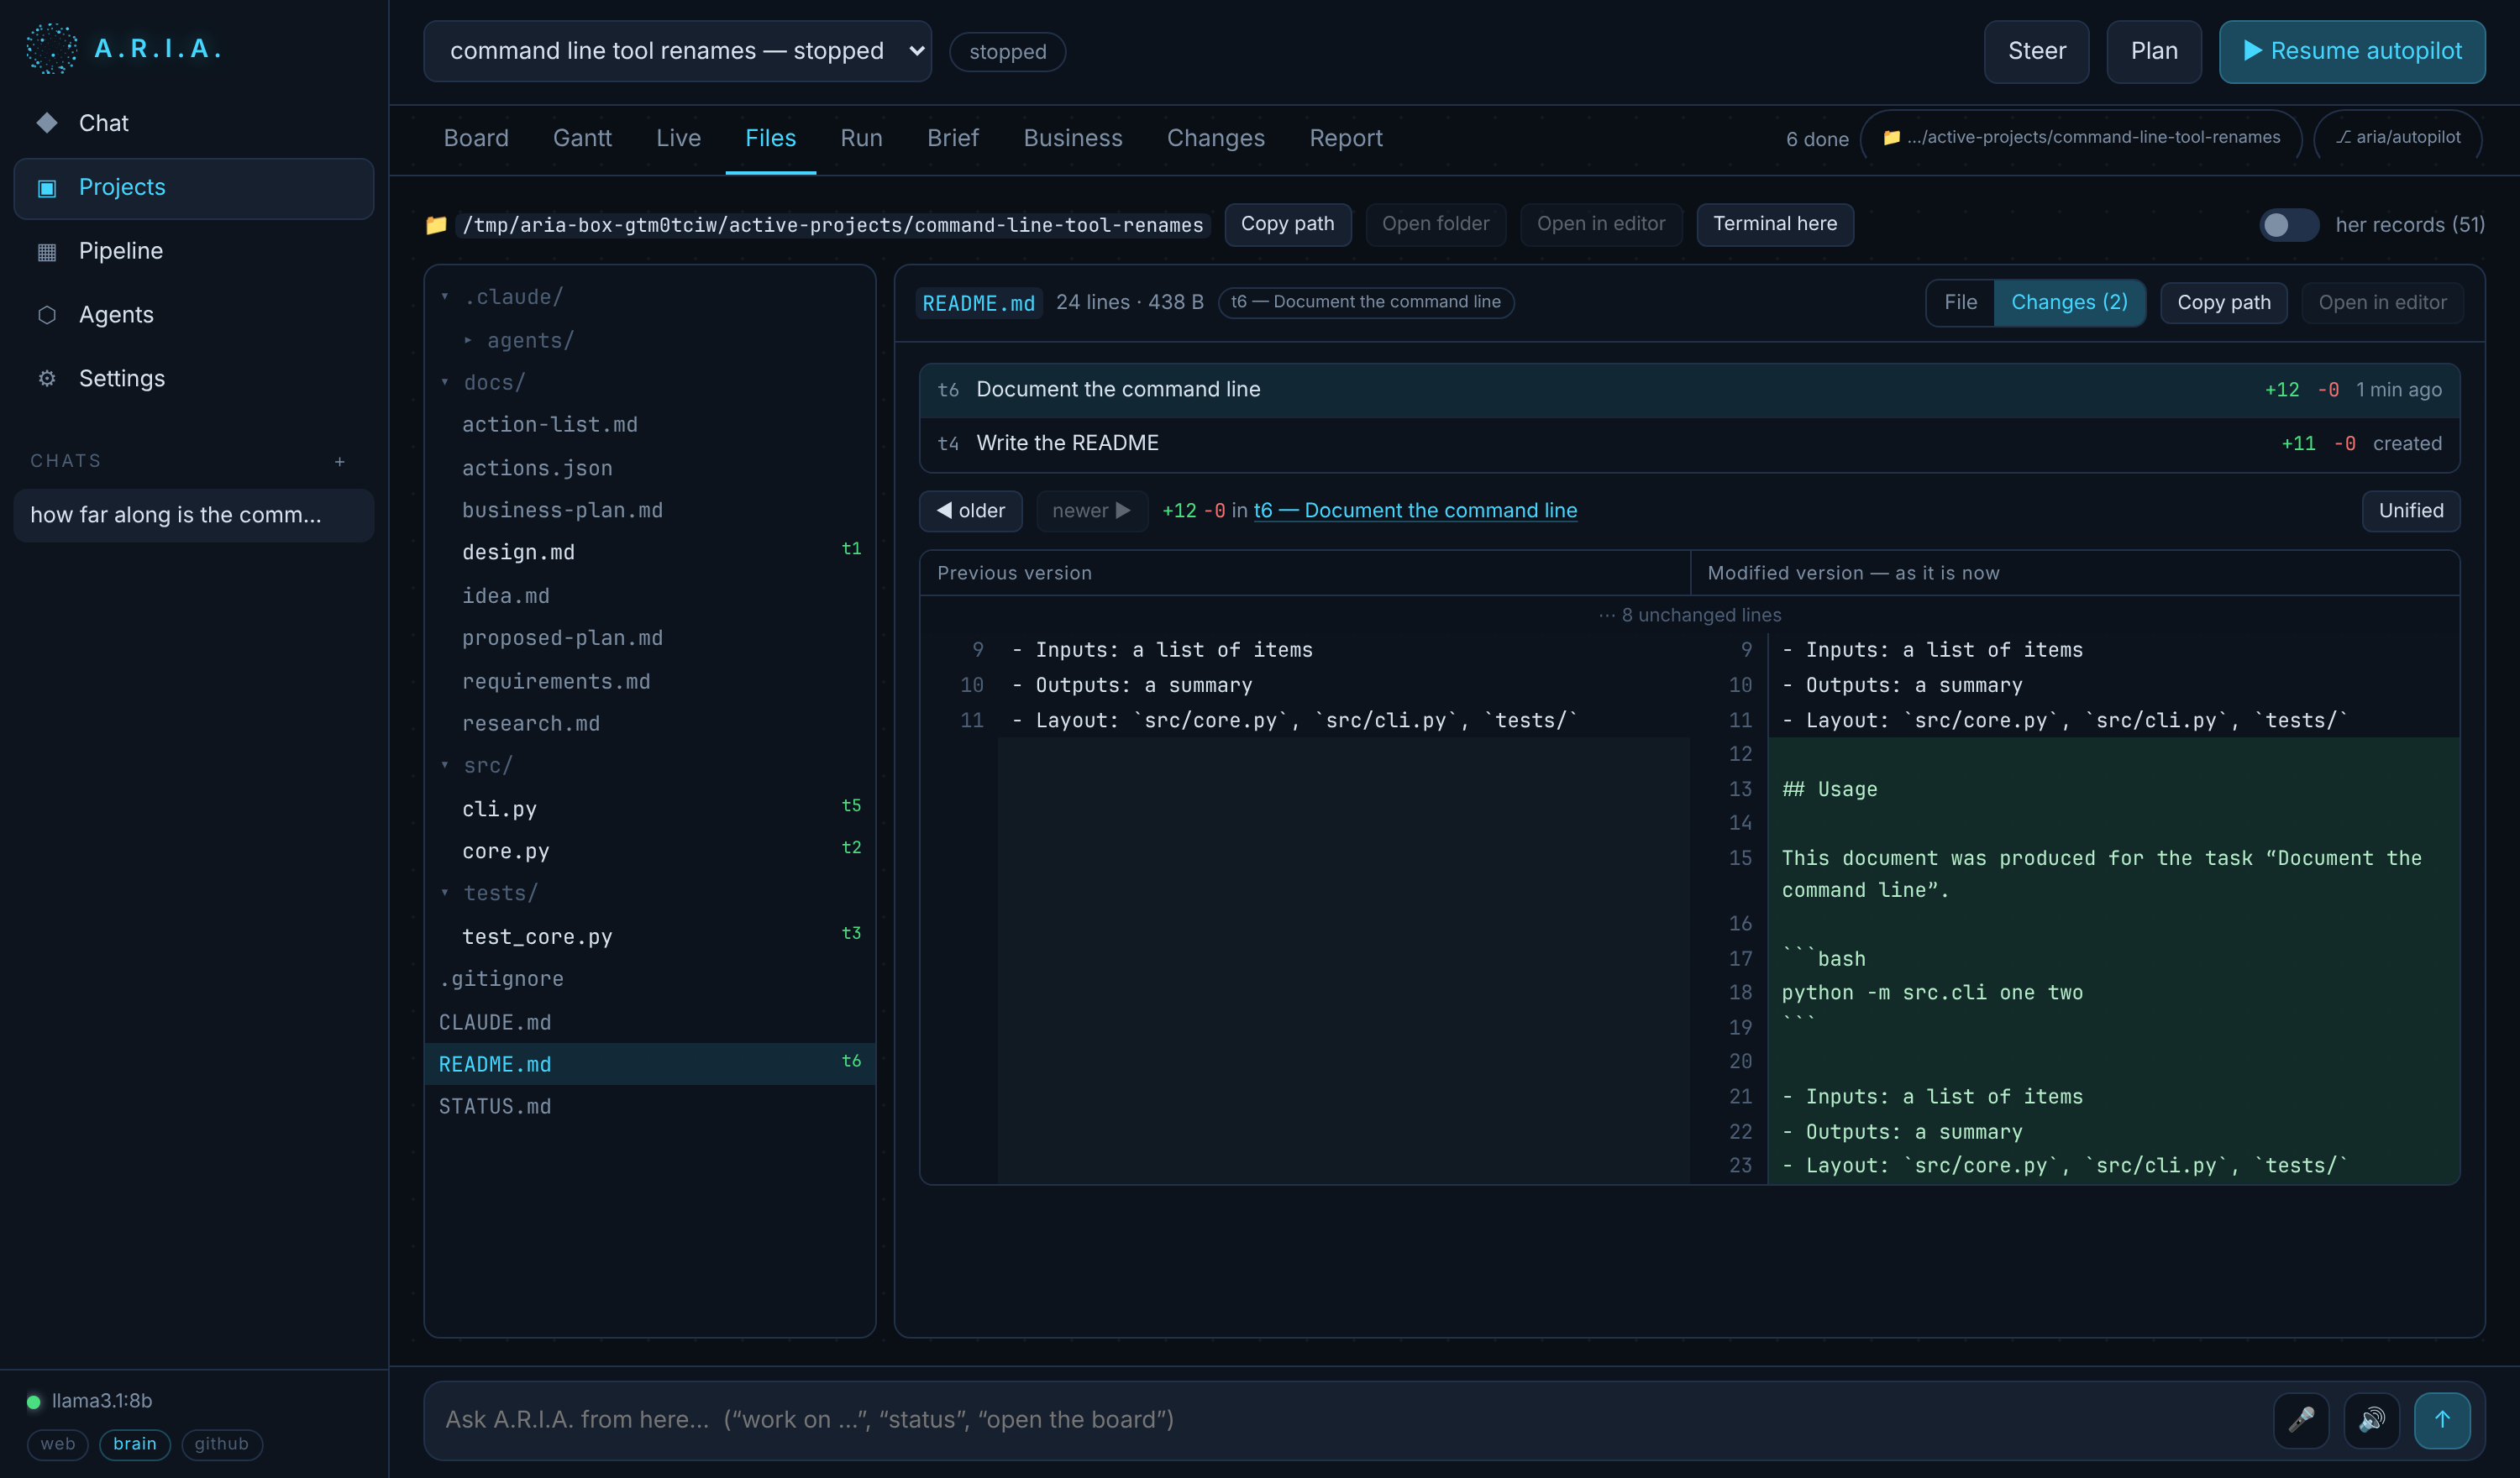 A.R.I.A.
Chat
Projects
Pipeline
Agents
Settings
CHATS +
how far along is the comm...
llama3.1:8b
web brain github
command line tool renames — stopped
stopped
Steer
Plan
▶ Resume autopilot
Board Gantt Live Files Run Brief Business Changes Report
6 done
.../active-projects/command-line-tool-renames
aria/autopilot
/tmp/aria-box-gtm0tciw/active-projects/command-line-tool-renames
Copy path
Open folder
Open in editor
Terminal here
her records (51)
.claude/
agents/
docs/
action-list.md
actions.json
business-plan.md
design.md t1
idea.md
proposed-plan.md
requirements.md
research.md
src/
cli.py t5
core.py t2
tests/
test_core.py t3
.gitignore
CLAUDE.md
README.md t6
STATUS.md
README.md 24 lines · 438 B t6 — Document the command line
File
Changes (2)
Copy path
Open in editor
t6 Document the command line +12 -0 1 min ago
t4 Write the README +11 -0 created
◀ older
newer ▶
+12 -0 in t6 — Document the command line
Unified
Previous version
Modified version — as it is now
··· 8 unchanged lines
9 - Inputs: a list of items
10 - Outputs: a summary
11 - Layout: `src/core.py`, `src/cli.py`, `tests/`
9 - Inputs: a list of items
10 - Outputs: a summary
11 - Layout: `src/core.py`, `src/cli.py`, `tests/`
12
13 ## Usage
14
15 This document was produced for the task “Document the
command line”.
16
17 ```bash
18 python -m src.cli one two
19 ```
20
21 - Inputs: a list of items
22 - Outputs: a summary
23 - Layout: `src/core.py`, `src/cli.py`, `tests/`
Ask A.R.I.A. from here... (“work on ...”, “status”, “open the board”)